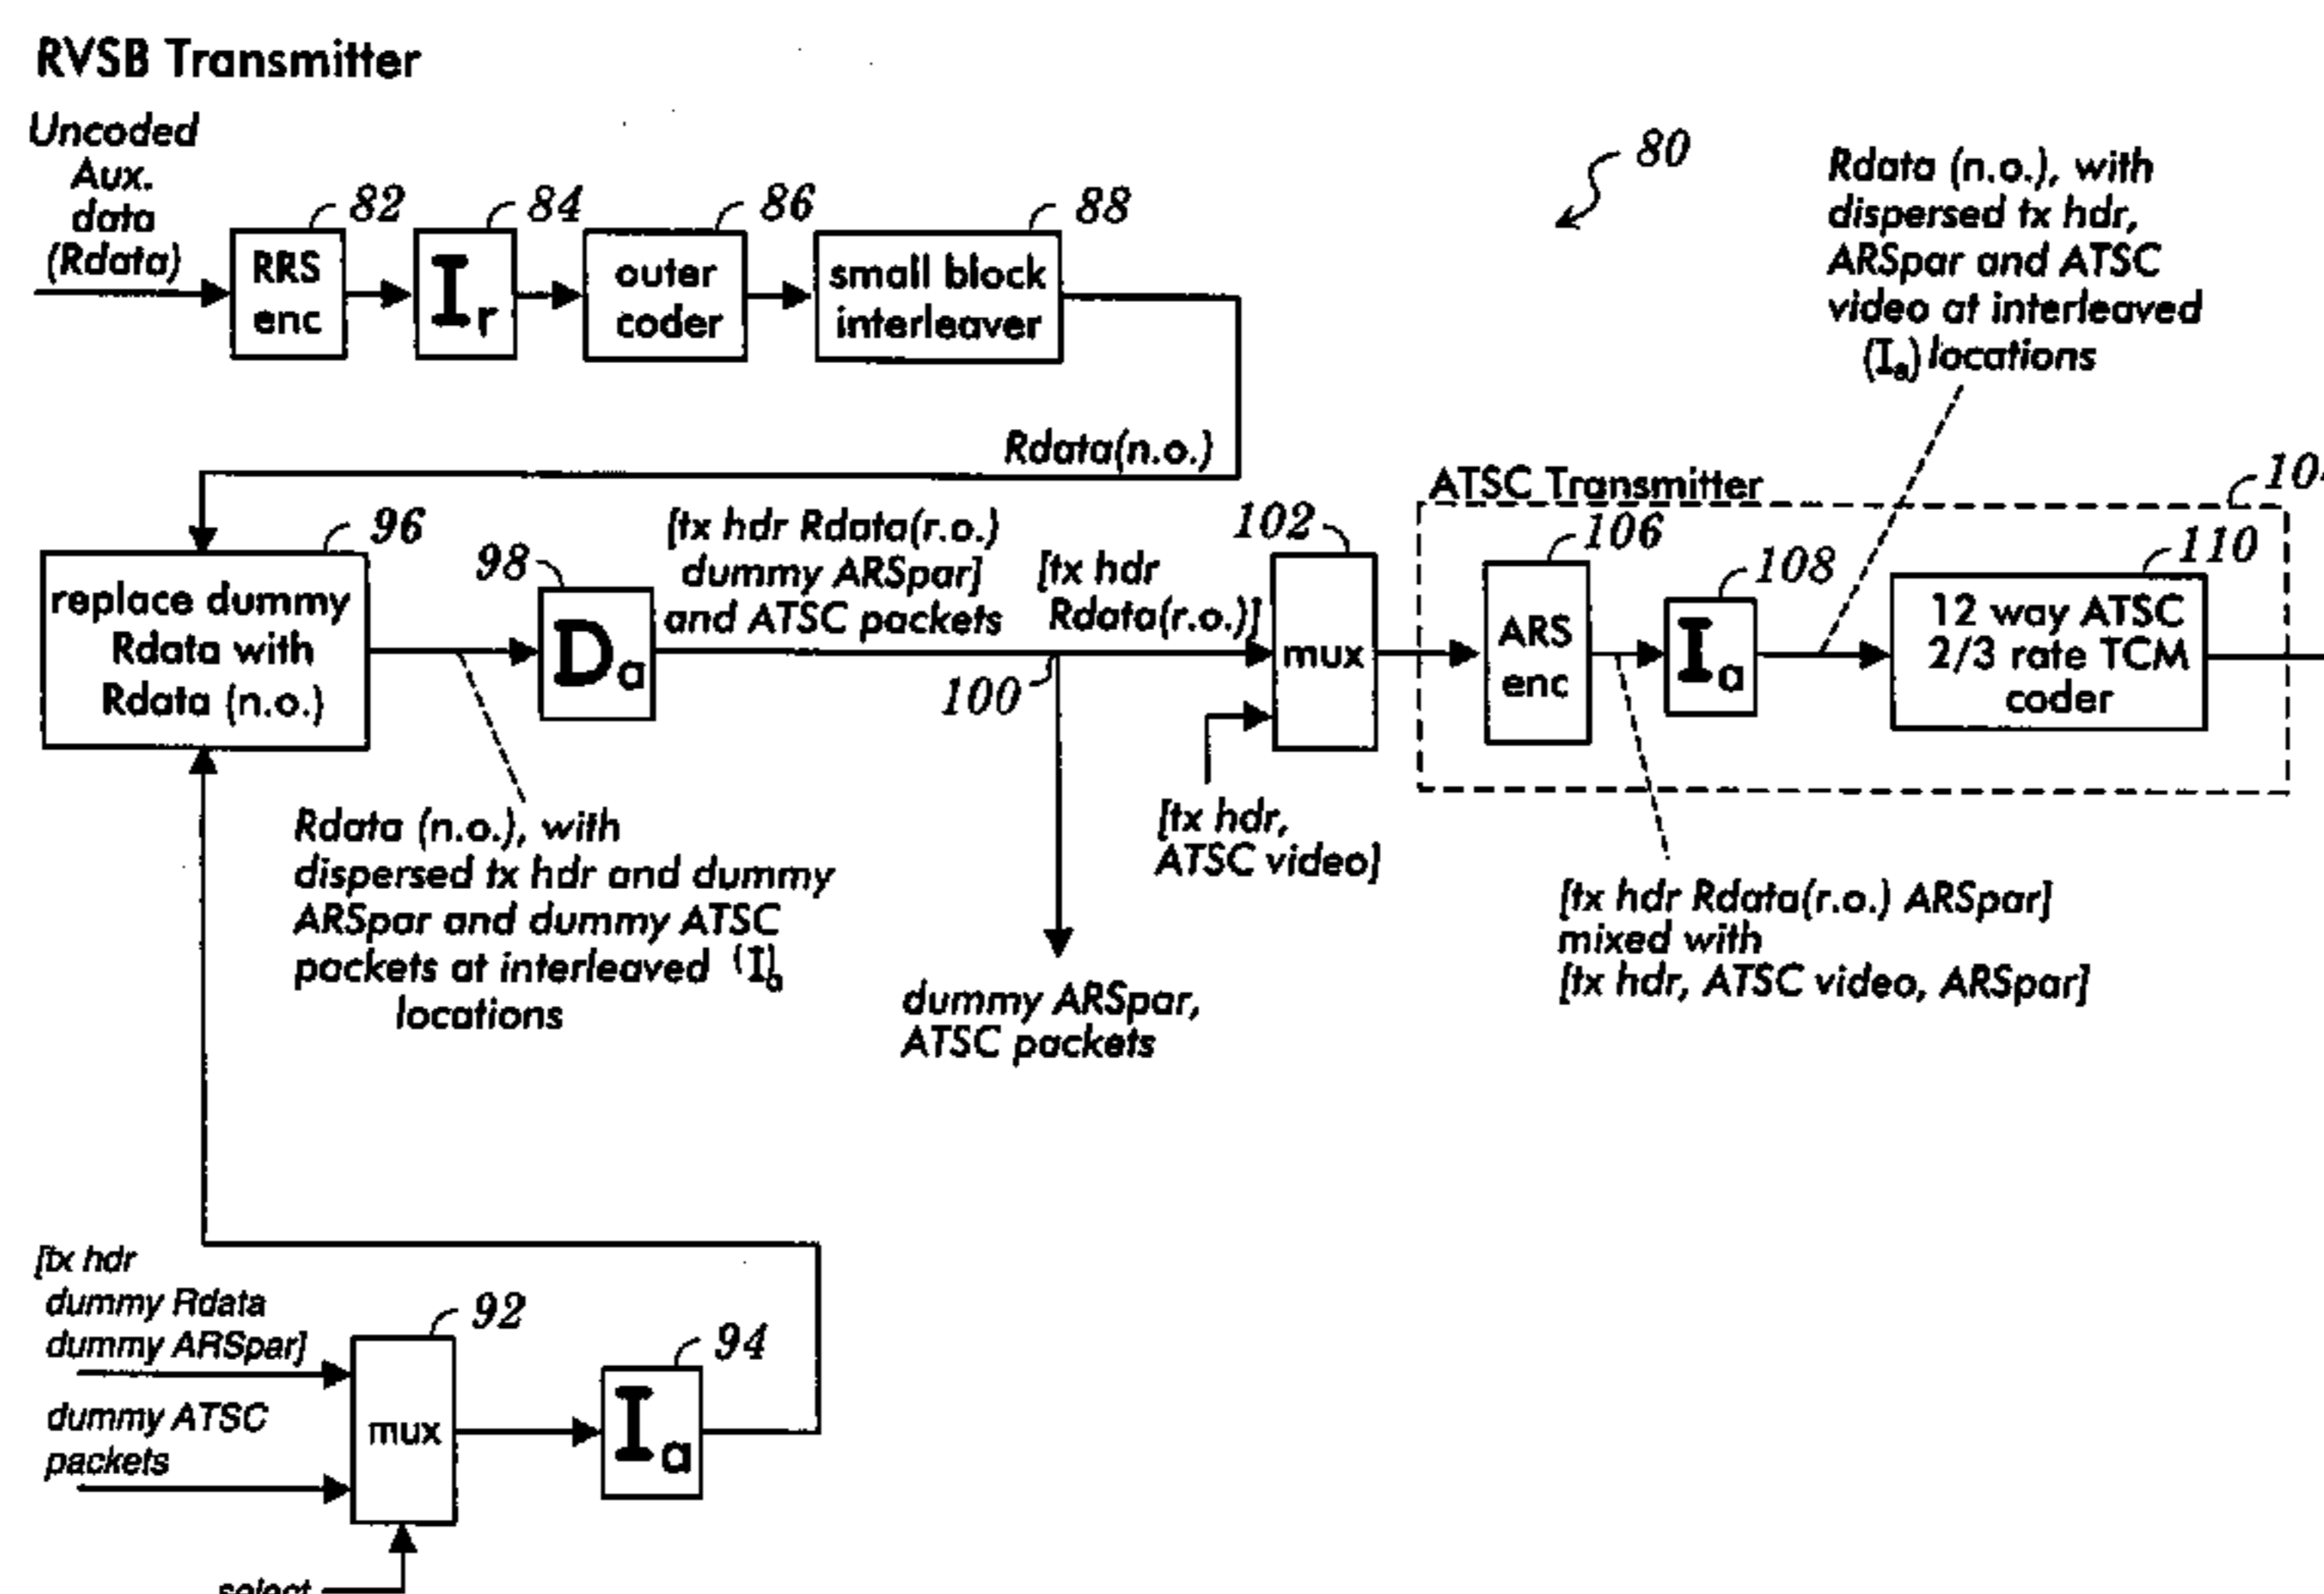 RVSB Transmitter
Uncoded
Aux.
data
(Rdata)
82
RRS
enc
84
Ir
86
outer
coder
88
small block
interleaver
80
Rdata (n.o.), with
dispersed tx hdr,
ARSpar and ATSC
video at interleaved
(Ia) locations
Rdata(n.o.)
96
replace dummy
Rdata with
Rdata (n.o.)
98
Da
[tx hdr Rdata(r.o.)
dummy ARSpar]
and ATSC packets
[tx hdr
Rdata(r.o.)]
100
102
mux
ATSC Transmitter
106
ARS
enc
108
Ia
110
12 way ATSC
2/3 rate TCM
coder
Rdata (n.o.), with
dispersed tx hdr and dummy
ARSpar and dummy ATSC
packets at interleaved (I)a
locations
[tx hdr,
ATSC video]
dummy ARSpar,
ATSC packets
[tx hdr Rdata(r.o.) ARSpar]
mixed with
[tx hdr, ATSC video, ARSpar]
[tx hdr
dummy Rdata
dummy ARSpar]
dummy ATSC
packets
92
mux
94
Ia
select